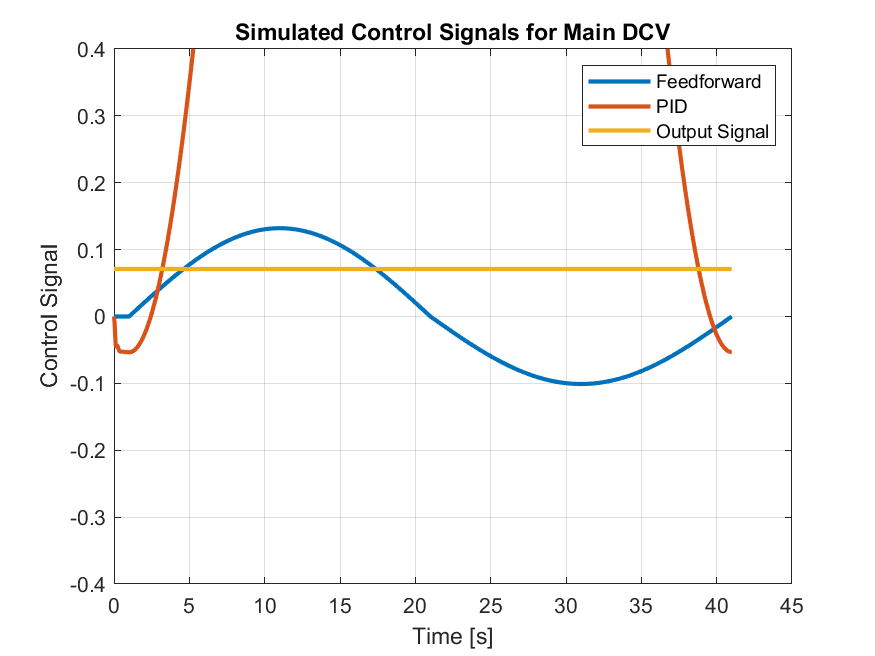 Simulated Control Signals for Main DCV
Feedforward
PID
Output Signal
Control Signal
0.4
0.3
0.2
0.1
0
-0.1
-0.2
-0.3
-0.4
0 5 10 15 20 25 30 35 40 45
Time [s]